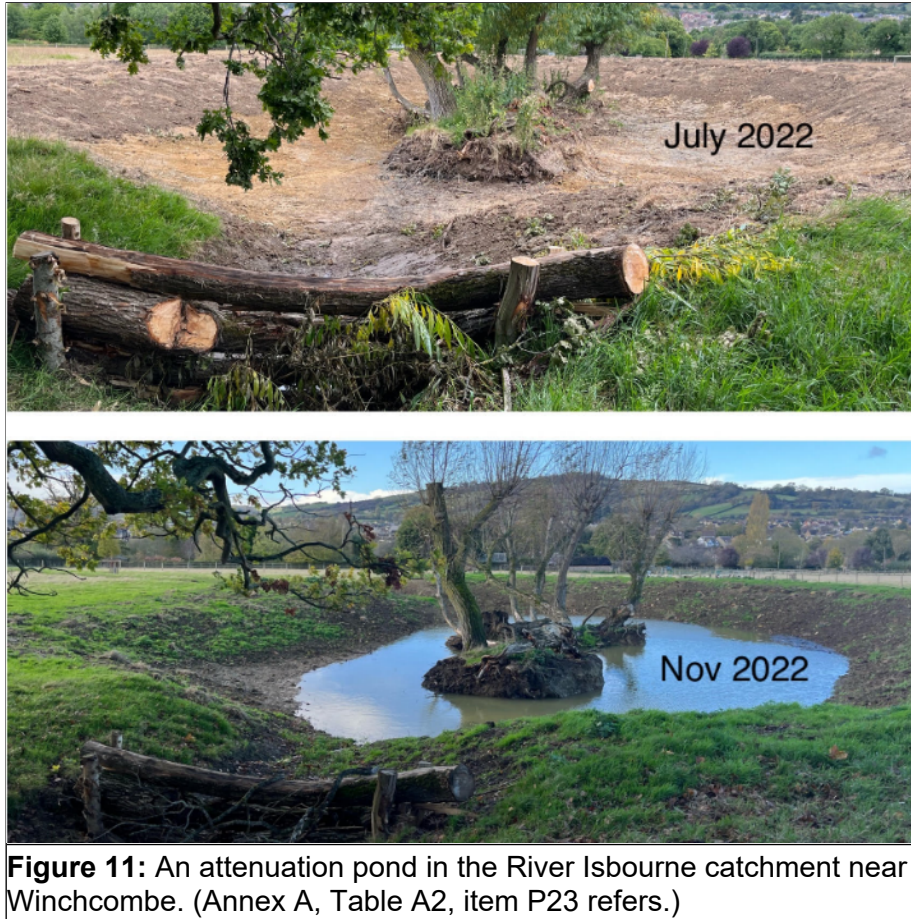 July 2022
Nov 2022
Figure 11: An attenuation pond in the River Isbourne catchment near
Winchcombe. (Annex A, Table A2, item P23 refers.)